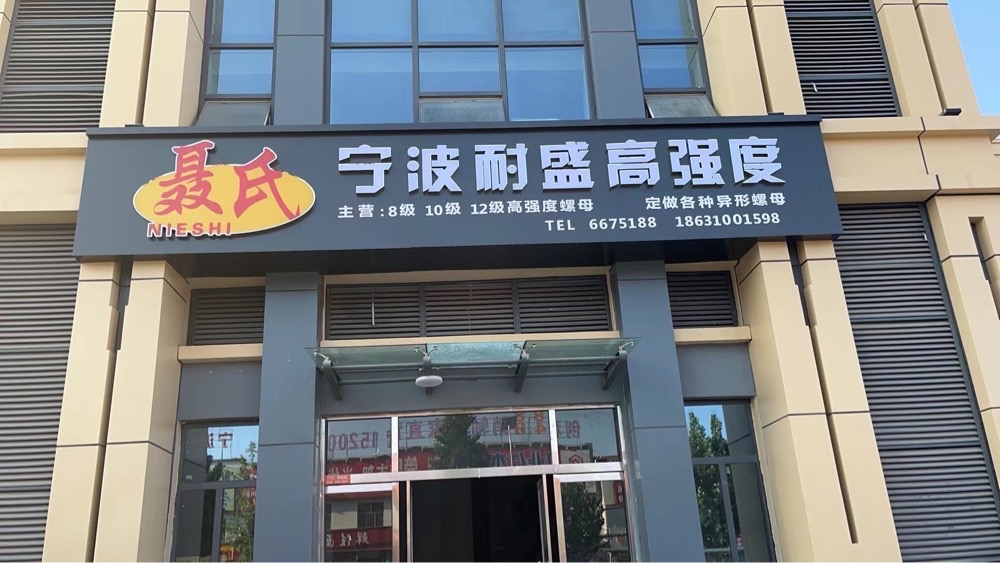 聂氏
NIESHI
宁波耐盛高强度
主营:8级 10级 12级高强度螺母 定做各种异形螺母
TEL 6675188 18631001598